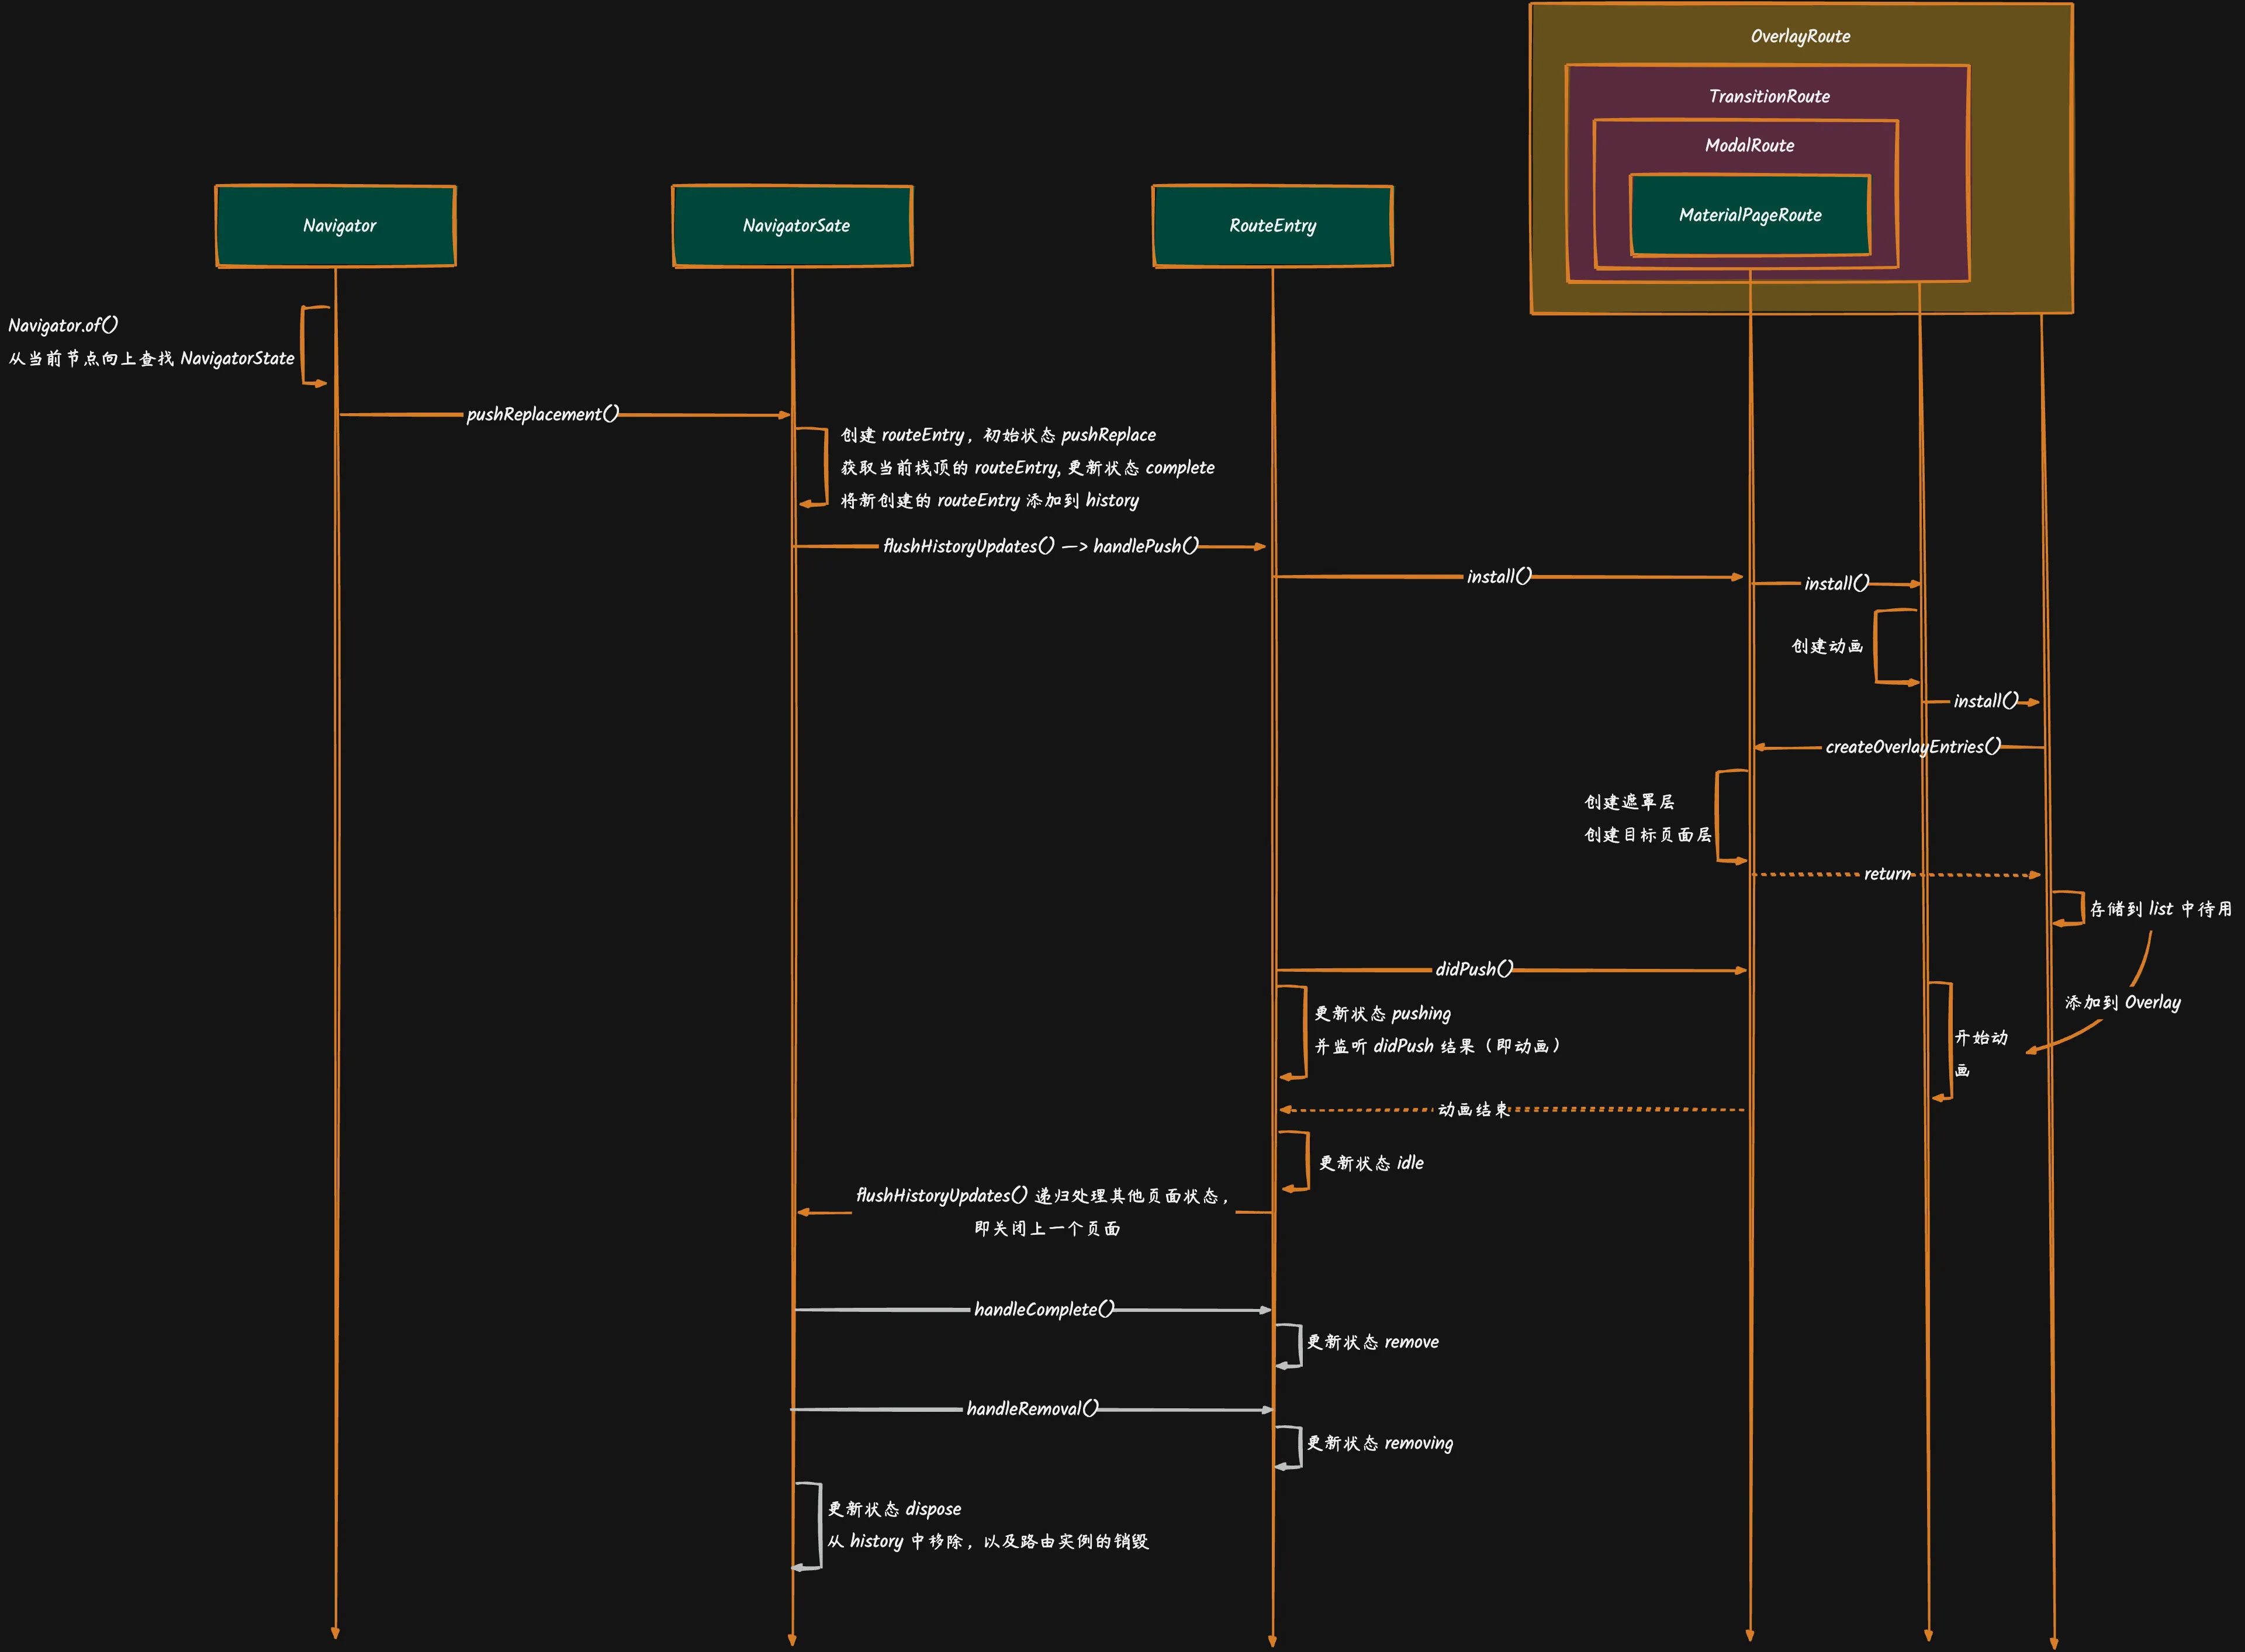 OverlayRoute
TransitionRoute
ModalRoute
MaterialPageRoute
Navigator
NavigatorSate
RouteEntry
Navigator.of()
从当前节点向上查找 NavigatorState
pushReplacement()
创建 routeEntry，初始状态 pushReplace
获取当前栈顶的 routeEntry, 更新状态 complete
将新创建的 routeEntry 添加到 history
flushHistoryUpdates() —> handlePush()
install()
install()
创建动画
install()
createOverlayEntries()
创建遮罩层
创建目标页面层
return
存储到 list 中待用
didPush()
添加到 Overlay
更新状态 pushing
并监听 didPush 结果（即动画）
开始动
画
动画结束
更新状态 idle
flushHistoryUpdates() 递归处理其他页面状态，
即关闭上一个页面
handleComplete()
更新状态 remove
handleRemoval()
更新状态 removing
更新状态 dispose
从 history 中移除，以及路由实例的销毁